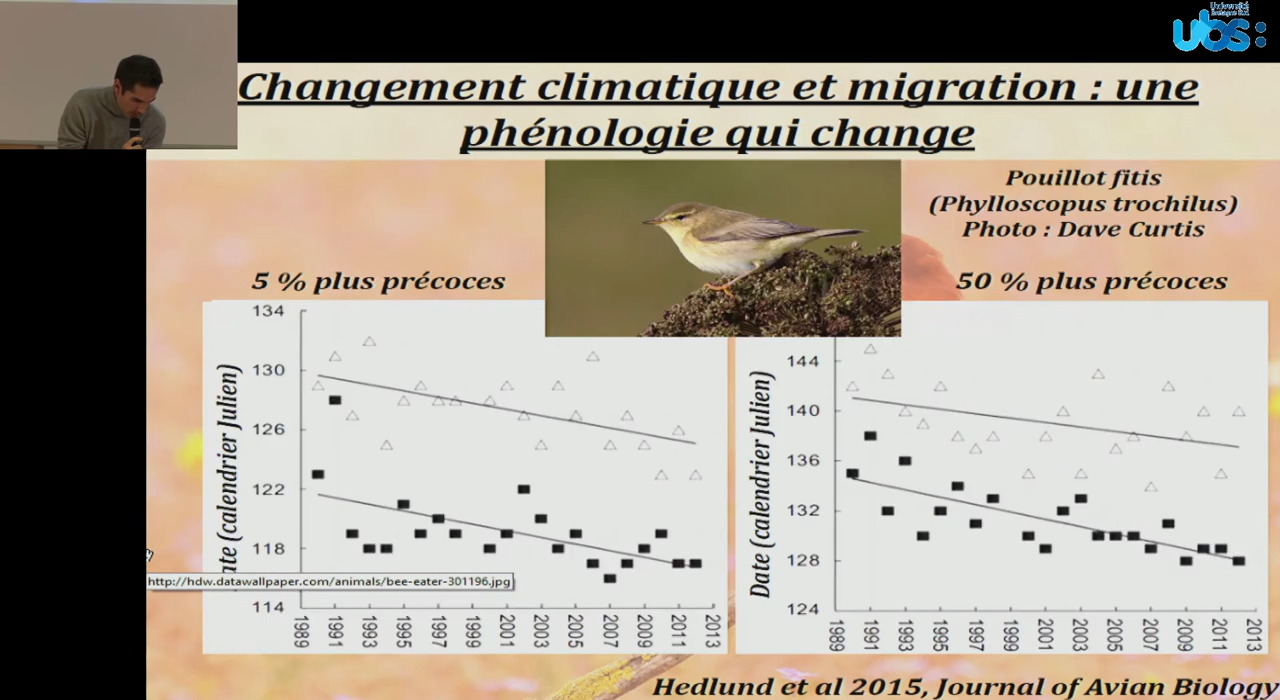 Université
Bretagne Sud
ubs:
Changement climatique et migration : une
phénologie qui change
Pouillot fitis
(Phylloscopus trochilus)
Photo : Dave Curtis
5 % plus précoces
50 % plus précoces
134
130
126
122
118
114
ate (calendrier Julien)
1989 1991 1993 1995 1997 1999 2001 2003 2005 2007 2009 2011 2013
http://hdw.datawallpaper.com/animals/bee-eater-301196.jpg
144
140
136
132
128
124
Date (calendrier Julien)
1989 1991 1993 1995 1997 1999 2001 2003 2005 2007 2009 2011 2013
Hedlund et al 2015, Journal of Avian Biology